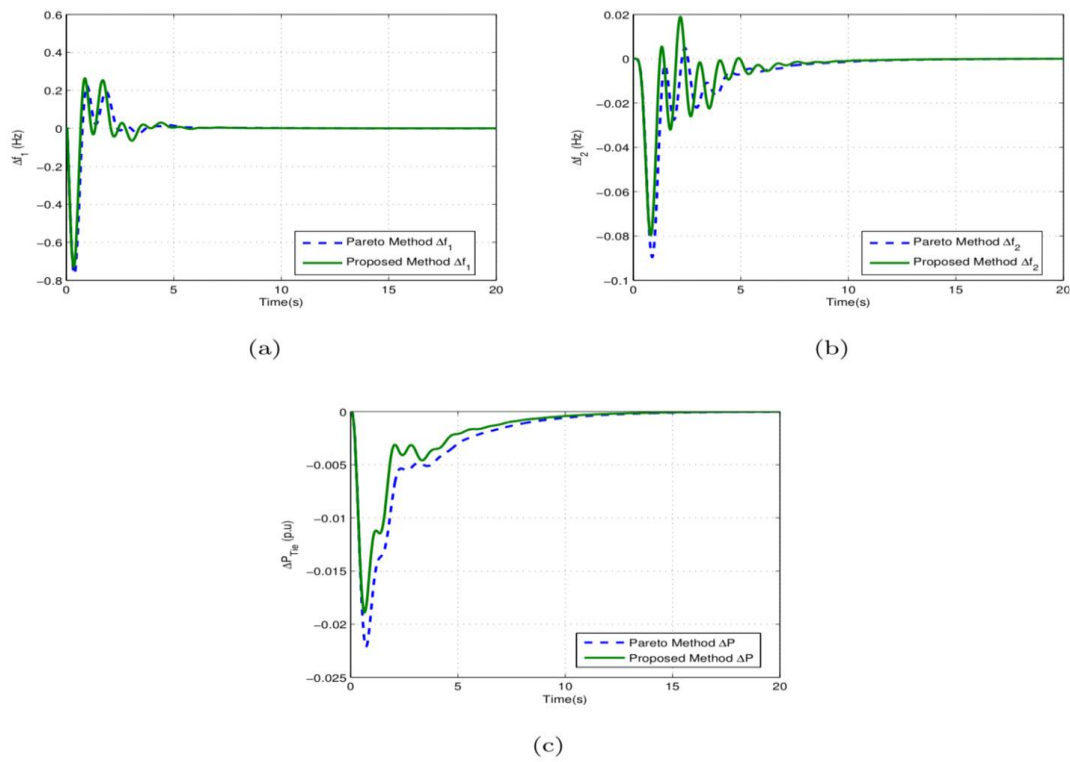 0.6
0.4
0.2
0
−0.2
−0.4
−0.6
−0.8
Δf1 (Hz)
0 5 10 15 20
Time(s)
Pareto Method Δf1
Proposed Method Δf1
(a)
0.02
0
−0.02
−0.04
−0.06
−0.08
−0.1
Δf2 (Hz)
0 5 10 15 20
Time(s)
Pareto Method Δf2
Proposed Method Δf2
(b)
0
−0.005
−0.01
−0.015
−0.02
−0.025
ΔPTie (p.u)
0 5 10 15 20
Time(s)
Pareto Method ΔP
Proposed Method ΔP
(c)